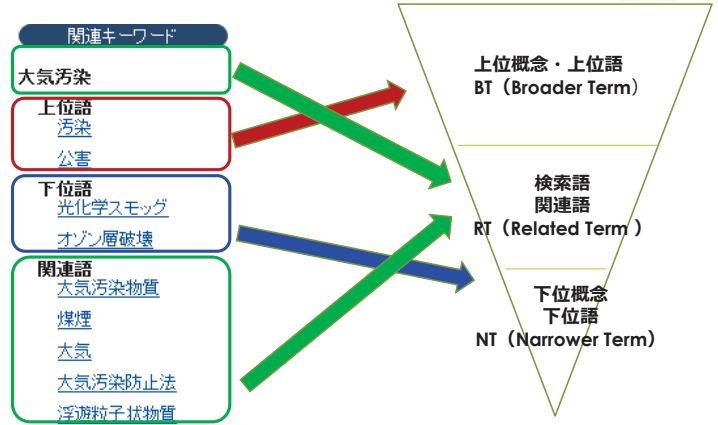 関連キーワード
大気汚染
上位語
汚染
公害
下位語
光化学スモッグ
オゾン層破壊
関連語
大気汚染物質
煤煙
大気
大気汚染防止法
浮遊粒子状物質
上位概念・上位語
BT（Broader Term）
検索語
関連語
RT（Related Term ）
下位概念
下位語
NT（Narrower Term）